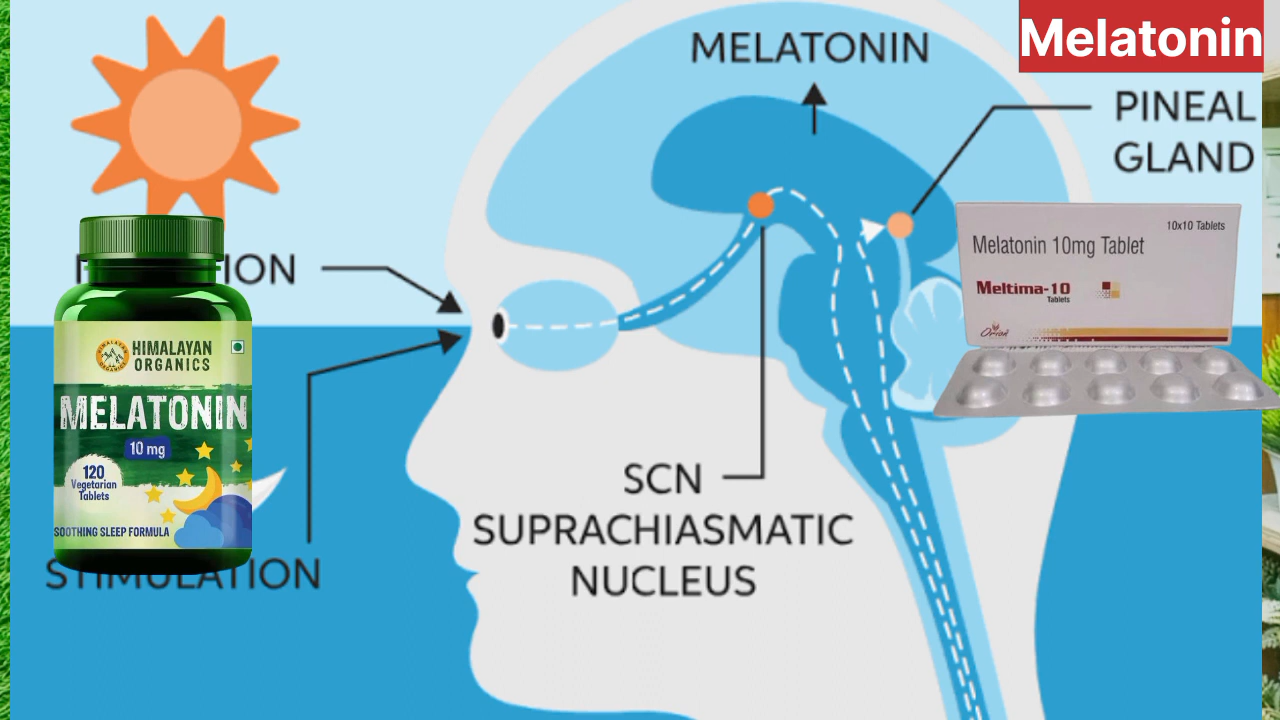 Melatonin
MELATONIN
PINEAL
GLAND
10x10 Tablets
Melatonin 10mg Tablet
Meltima-10
Tablets
Orion
HIMALAYAN
ORGANICS
MELATONIN
10 mg
120
Vegetarian
Tablets
SOOTHING SLEEP FORMULA
STIMULATION
SCN
SUPRACHIASMATIC
NUCLEUS